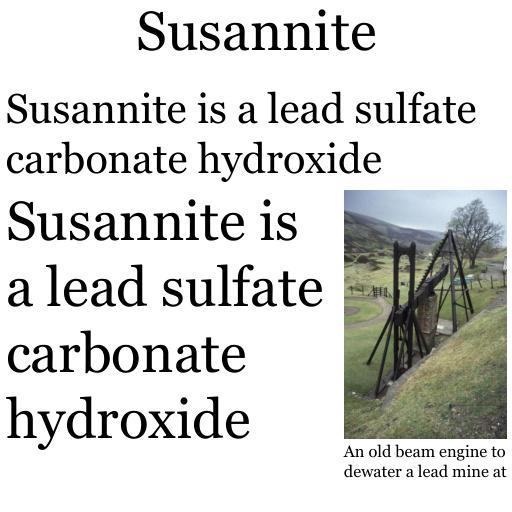 Susannite
Susannite is a lead sulfate
carbonate hydroxide
Susannite is
a lead sulfate
carbonate
hydroxide
An old beam engine to
dewater a lead mine at